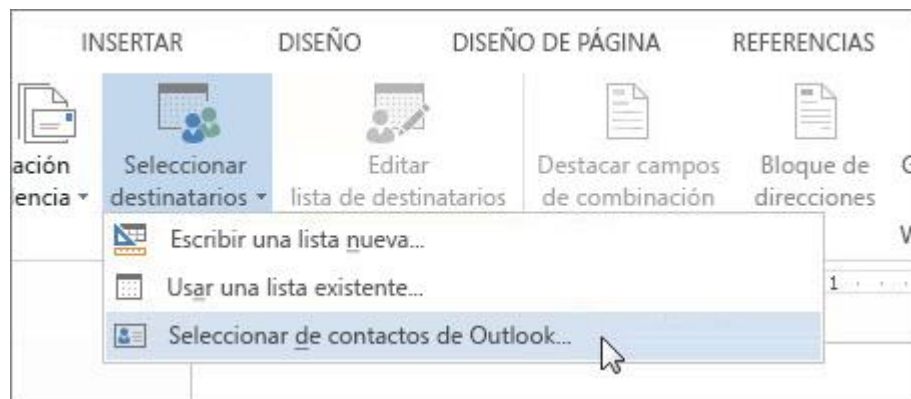 INSERTAR DISEÑO DISEÑO DE PÁGINA REFERENCIAS
ación Seleccionar Editar Destacar campos Bloque de G
encia destinatarios lista de destinatarios de combinación direcciones
Escribir una lista nueva...
Usar una lista existente...
1
Seleccionar de contactos de Outlook...